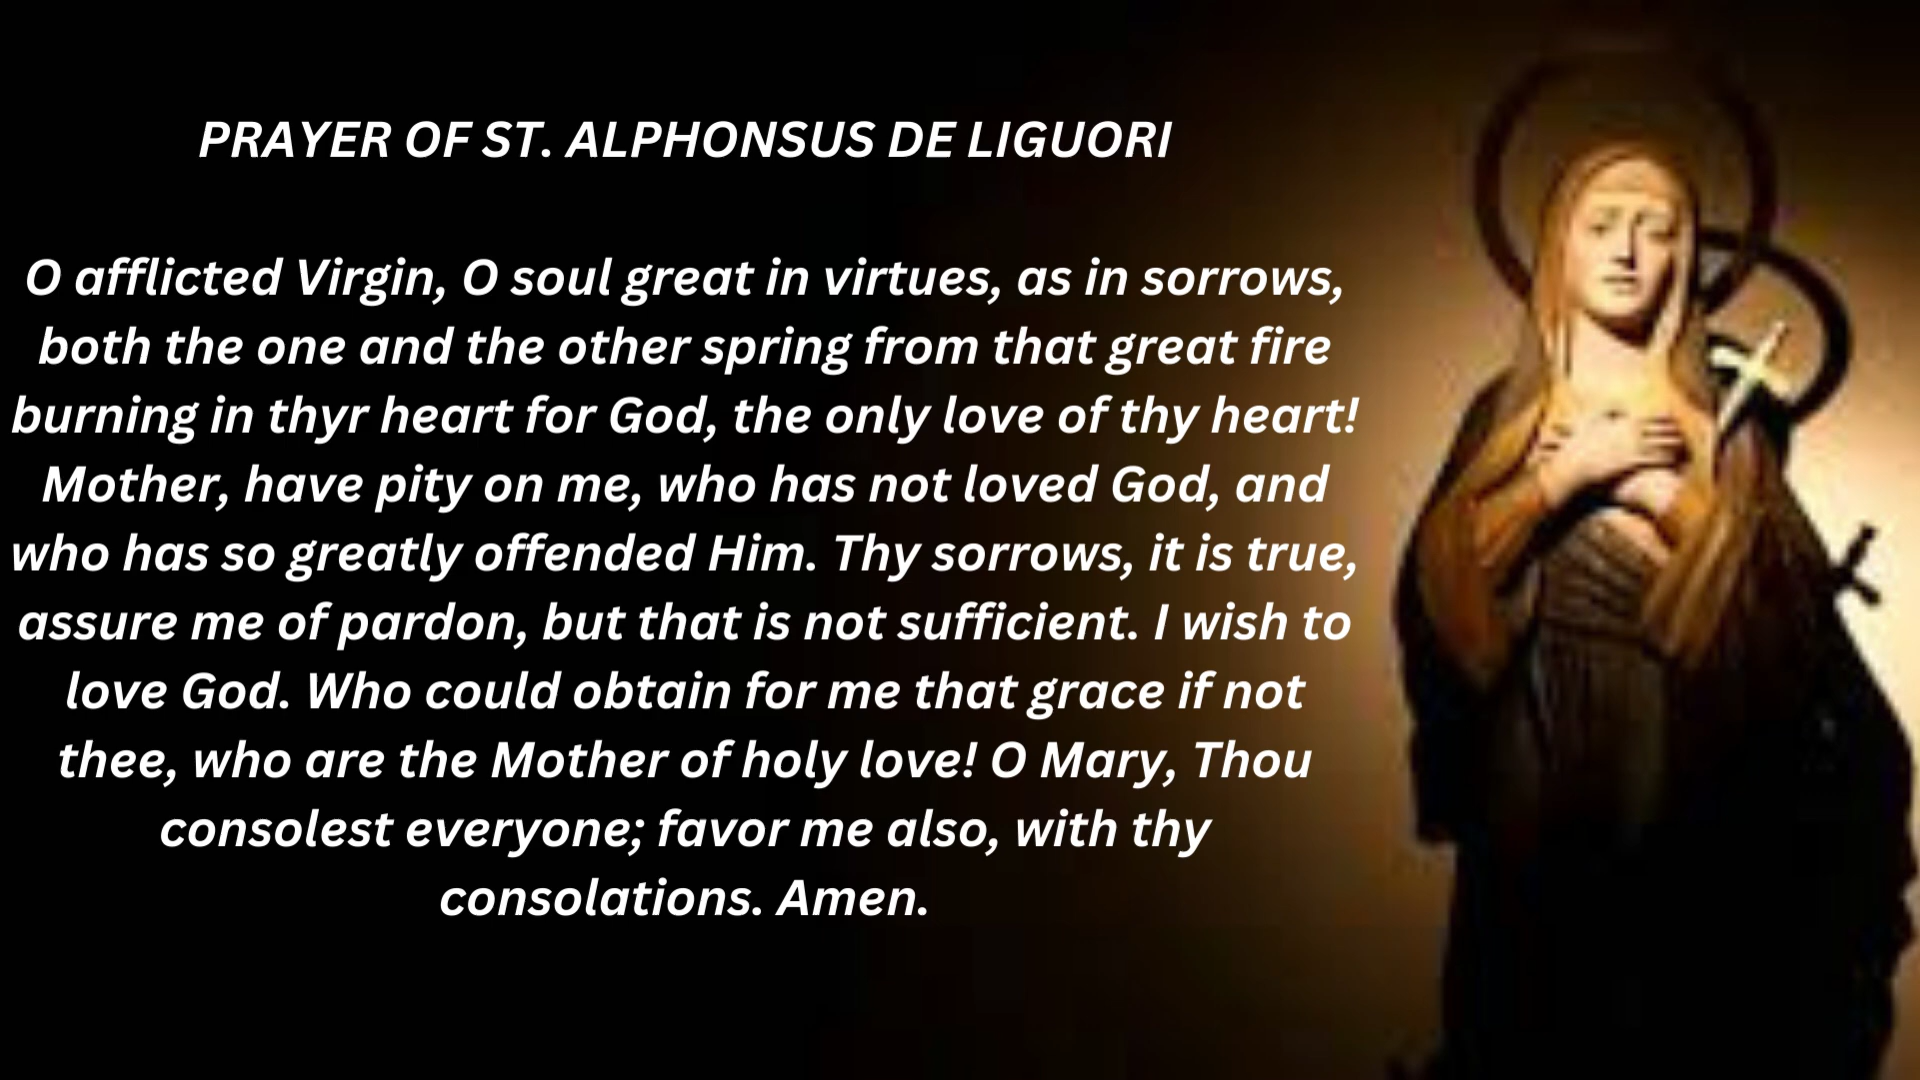 PRAYER OF ST. ALPHONSUS DE LIGUORI
O afflicted Virgin, O soul great in virtues, as in sorrows,
both the one and the other spring from that great fire
burning in thyr heart for God, the only love of thy heart!
Mother, have pity on me, who has not loved God, and
who has so greatly offended Him. Thy sorrows, it is true,
assure me of pardon, but that is not sufficient. I wish to
love God. Who could obtain for me that grace if not
thee, who are the Mother of holy love! O Mary, Thou
consolest everyone; favor me also, with thy
consolations. Amen.